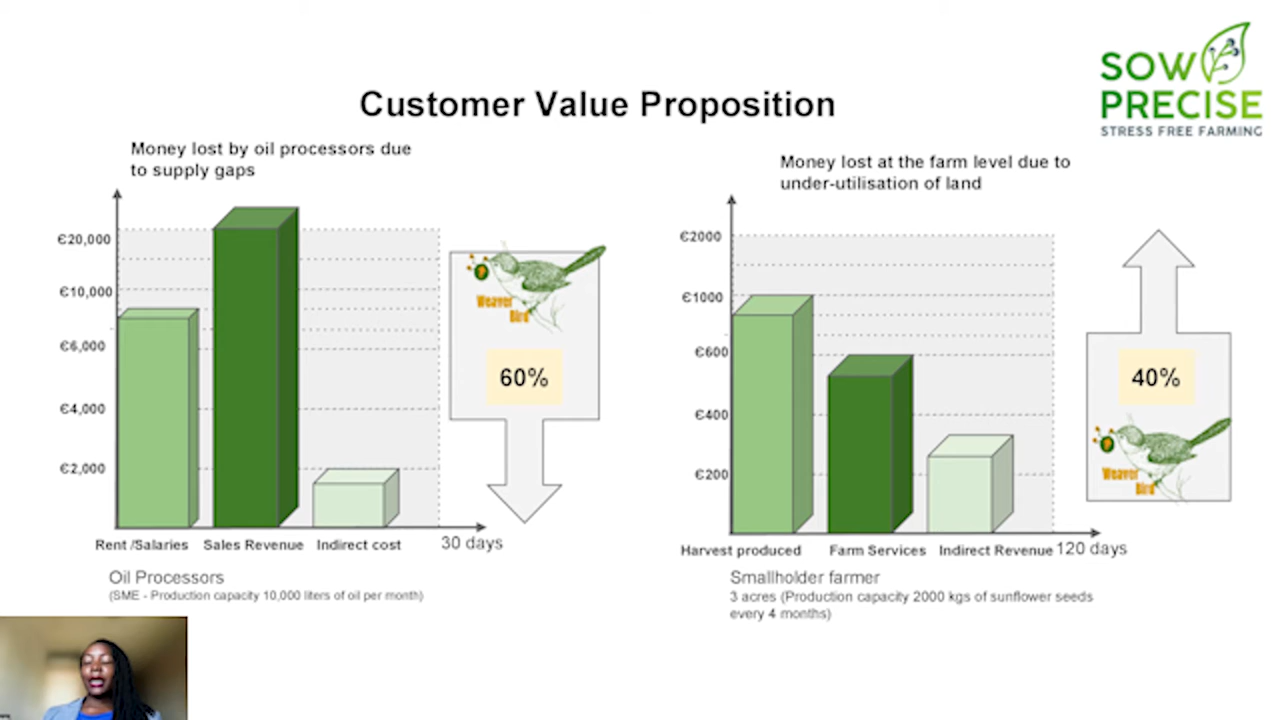 SOW
PRECISE
STRESS FREE FARMING
Customer Value Proposition
Money lost by oil processors due
to supply gaps
€20,000
€10,000
€6,000
€4,000
€2,000
Rent /Salaries
Sales Revenue
Indirect cost
30 days
Oil Processors
(SME - Production capacity 10,000 liters of oil per month)
Weaver
Bird
60%
Money lost at the farm level due to
under-utilisation of land
€2000
€1000
€600
€400
€200
Harvest produced
Farm Services
Indirect Revenue
120 days
Smallholder farmer
3 acres (Production capacity 2000 kgs of sunflower seeds
every 4 months)
40%
Weaver
Bird